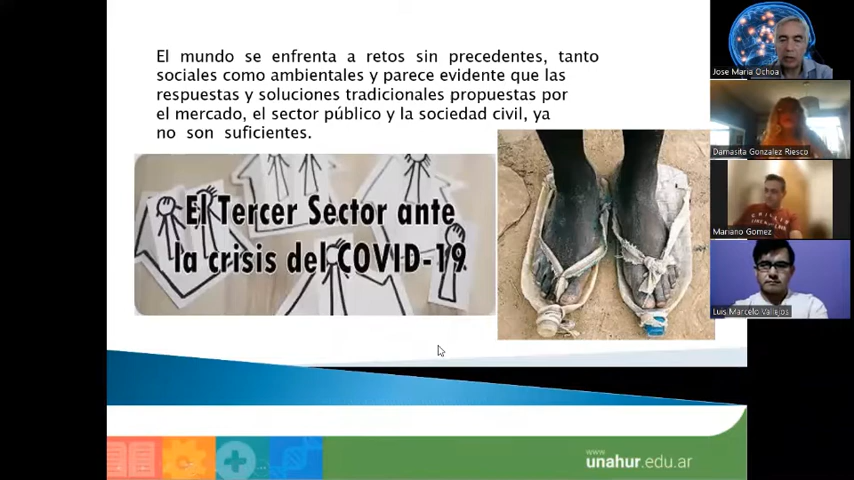 El mundo se enfrenta a retos sin precedentes, tanto
sociales como ambientales y parece evidente que las
respuestas y soluciones tradicionales propuestas por
el mercado, el sector público y la sociedad civil, ya
no son suficientes.
El Tercer Sector ante
la crisis del COVID-19
www
unahur.edu.ar
Jose Maria Ochoa
Damasita Gonzalez Riesco
Mariano Gomez
Luis Marcelo Vallejos